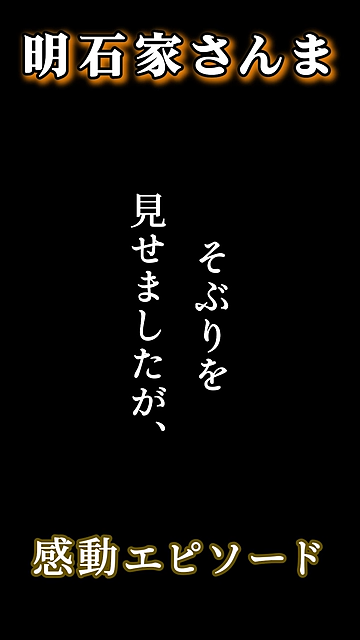 明石家さんま
そぶりを
見せましたが、
感動エピソード